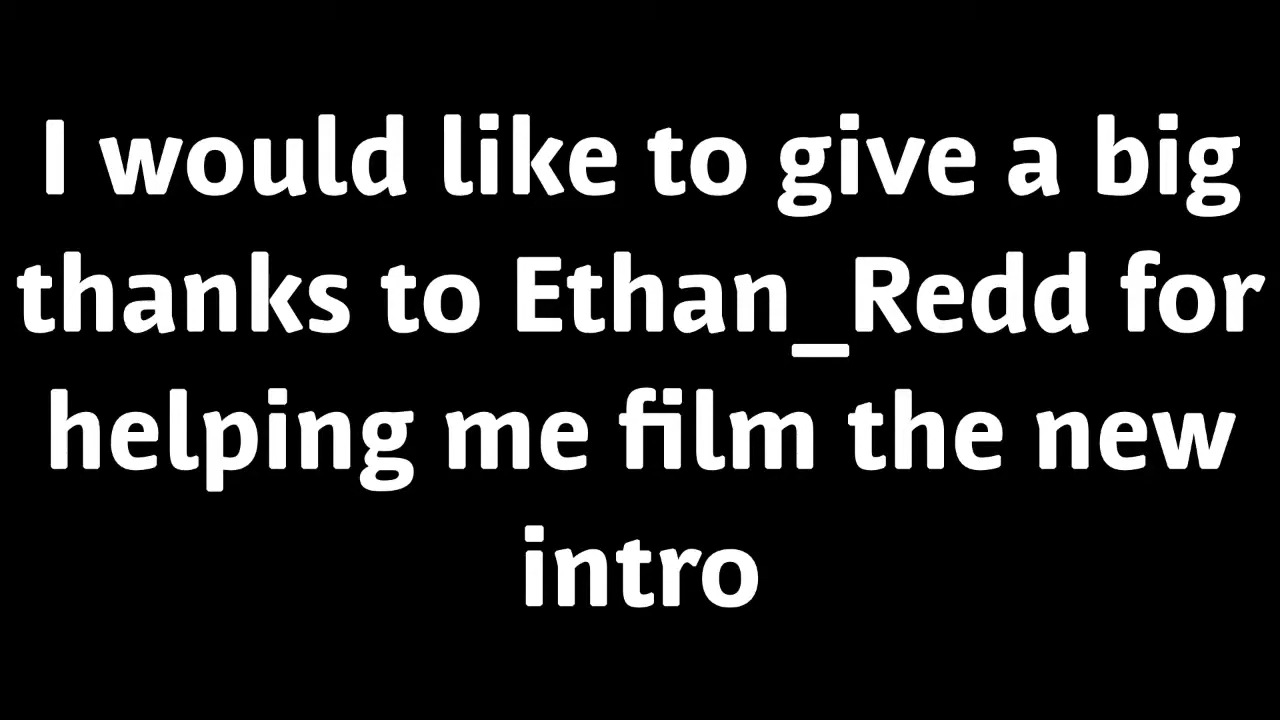 I would like to give a big
thanks to Ethan_Redd for
helping me film the new
intro